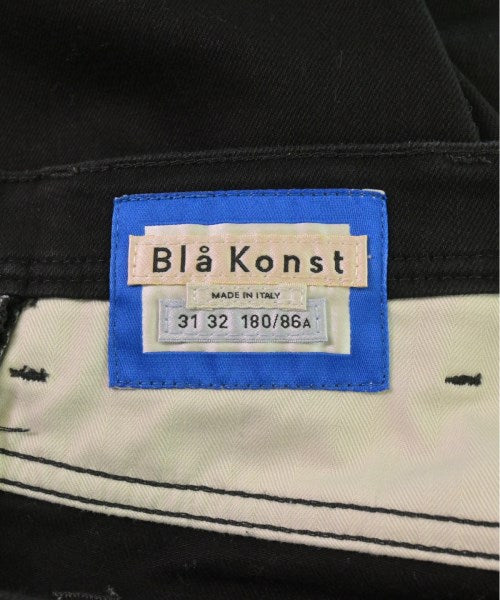 Blå Konst
MADE IN ITALY
31 32 180/86A